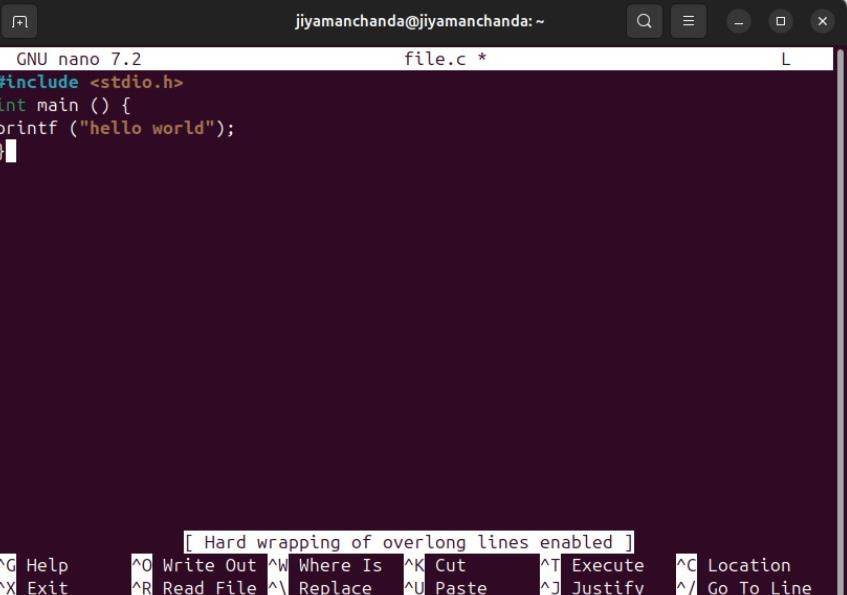 jiyamanchanda@jiyamanchanda: ~
GNU nano 7.2 file.c * L
#include <stdio.h>
int main () {
printf ("hello world");
}
[ Hard wrapping of overlong lines enabled ]
^G Help ^O Write Out ^W Where Is ^K Cut ^T Execute ^C Location
^X Exit ^R Read File ^\ Replace ^U Paste ^J Justify ^/ Go To Line